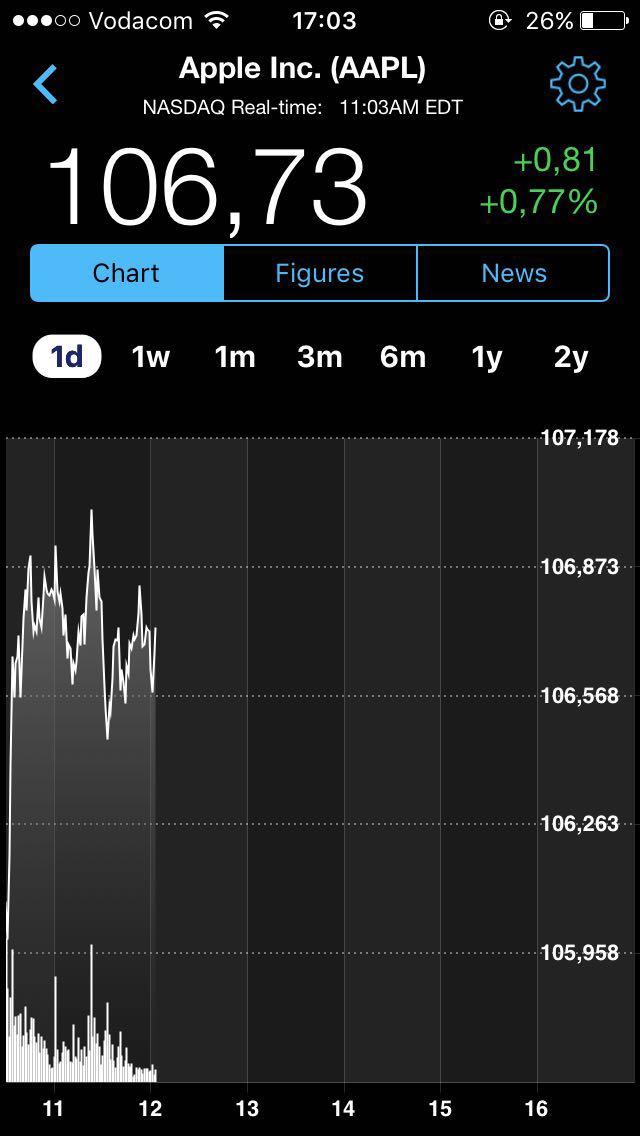 Vodacom 17:03 26%
Apple Inc. (AAPL)
NASDAQ Real-time: 11:03AM EDT
106,73
+0,81
+0,77%
Chart Figures News
1d 1w 1m 3m 6m 1y 2y
107,178
106,873
106,568
106,263
105,958
11 12 13 14 15 16